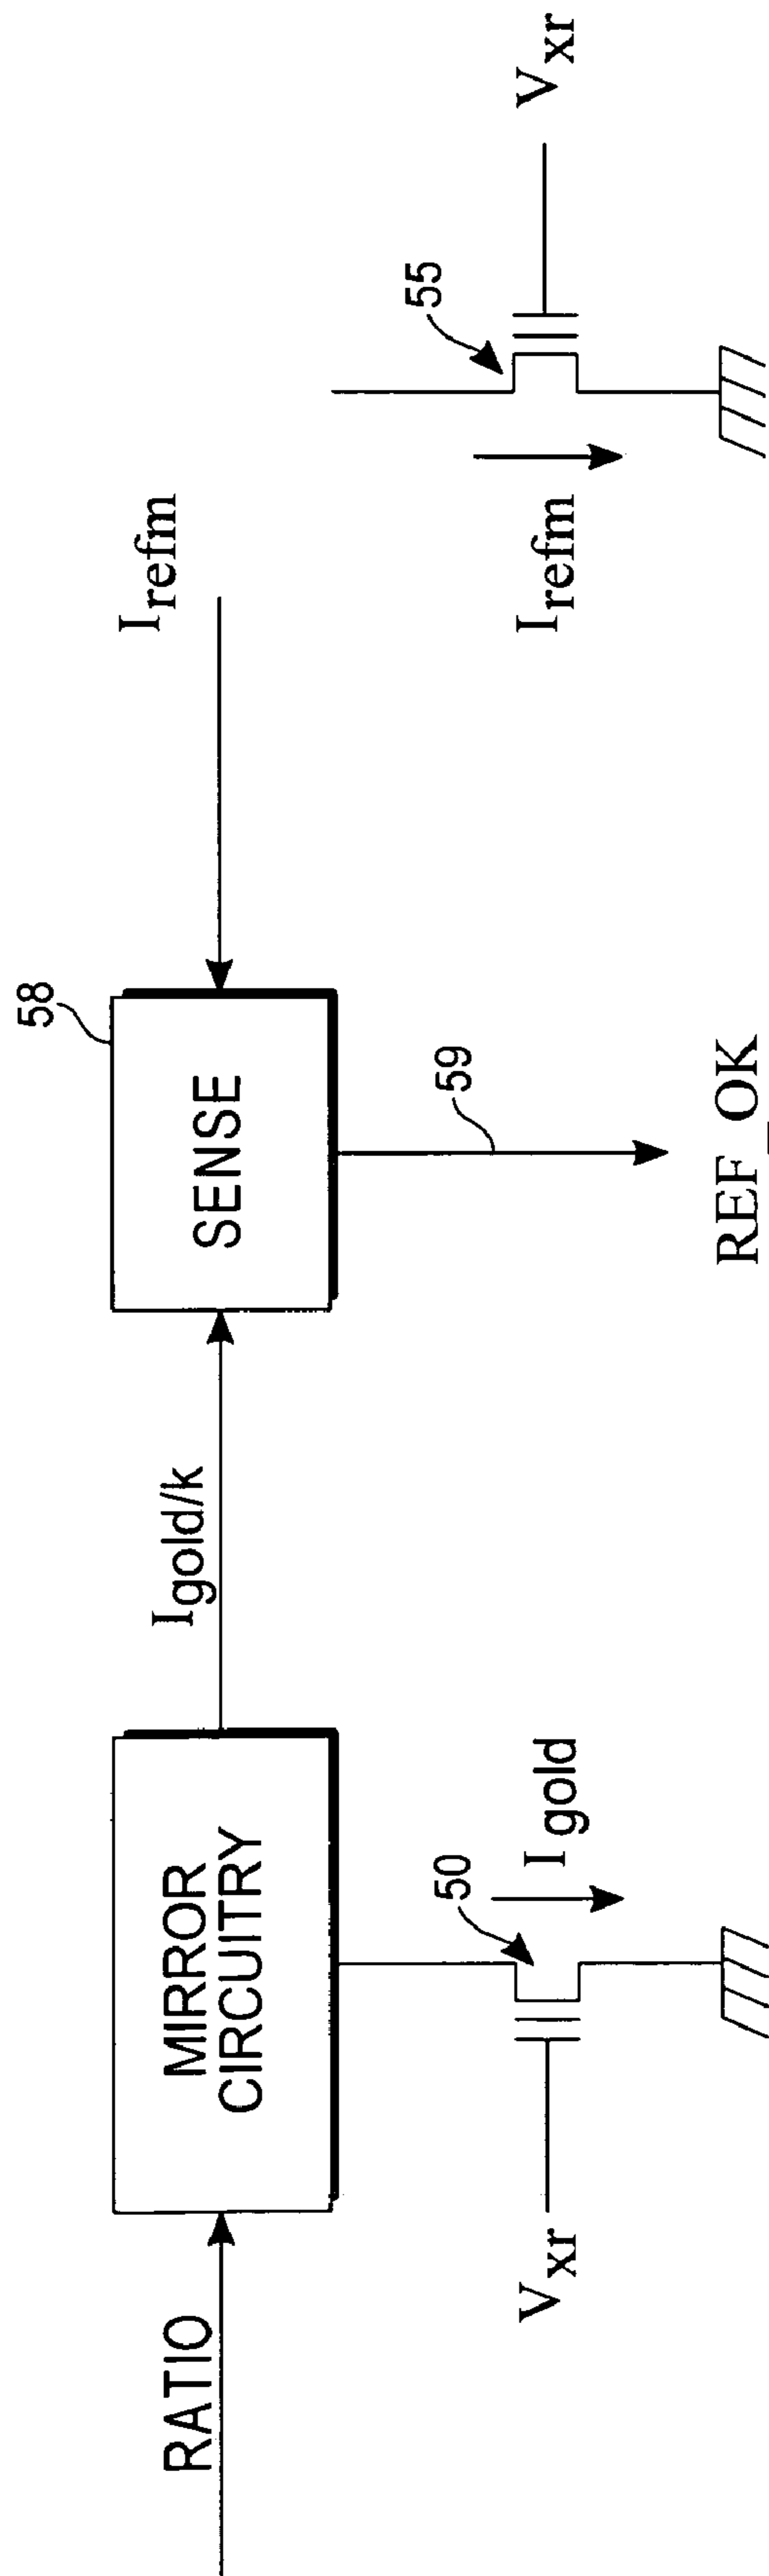 RATIO
MIRROR
CIRCUITRY
Igold/k
SENSE
58
Irefm
Vxr
50
I gold
59
REF_OK
Irefm
55
Vxr